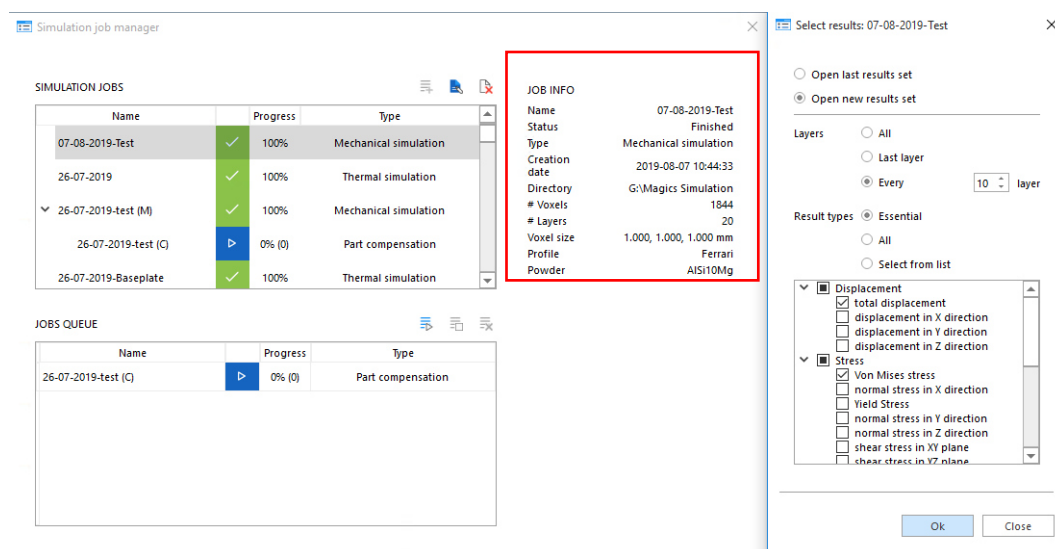 Simulation job manager
SIMULATION JOBS
Name Progress Type
07-08-2019-Test 100% Mechanical simulation
26-07-2019 100% Thermal simulation
26-07-2019-test (M) 100% Mechanical simulation
26-07-2019-test (C) 0% (0) Part compensation
26-07-2019-Baseplate 100% Thermal simulation
JOBS QUEUE
Name Progress Type
26-07-2019-test (C) 0% (0) Part compensation
JOB INFO
Name 07-08-2019-Test
Status Finished
Type Mechanical simulation
Creation
date 2019-08-07 10:44:33
Directory G:\Magics Simulation
# Voxels 1844
# Layers 20
Voxel size 1.000, 1.000, 1.000 mm
Profile Ferrari
Powder AlSi10Mg
Select results: 07-08-2019-Test
Open last results set
Open new results set
Layers All
Last layer
Every 10 layer
Result types Essential
All
Select from list
Displacement
total displacement
displacement in X direction
displacement in Y direction
displacement in Z direction
Stress
Von Mises stress
normal stress in X direction
Yield Stress
normal stress in Y direction
normal stress in Z direction
shear stress in XY plane
shear stress in YZ plane
Ok Close